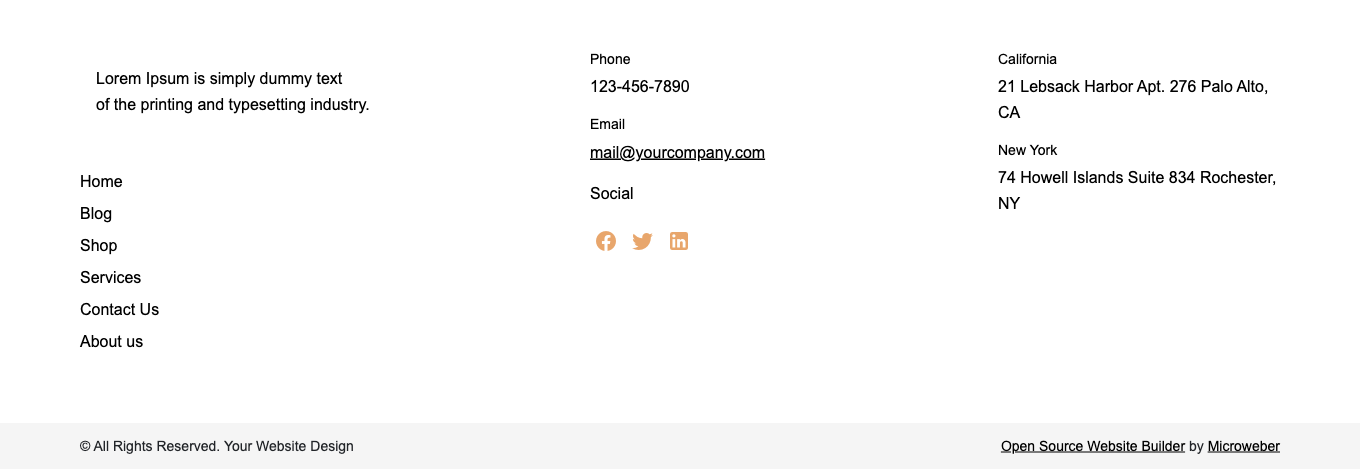 Lorem Ipsum is simply dummy text
of the printing and typesetting industry.
Home
Blog
Shop
Services
Contact Us
About us
Phone
123-456-7890
Email
mail@yourcompany.com
Social
California
21 Lebsack Harbor Apt. 276 Palo Alto,
CA
New York
74 Howell Islands Suite 834 Rochester,
NY
© All Rights Reserved. Your Website Design
Open Source Website Builder by Microweber